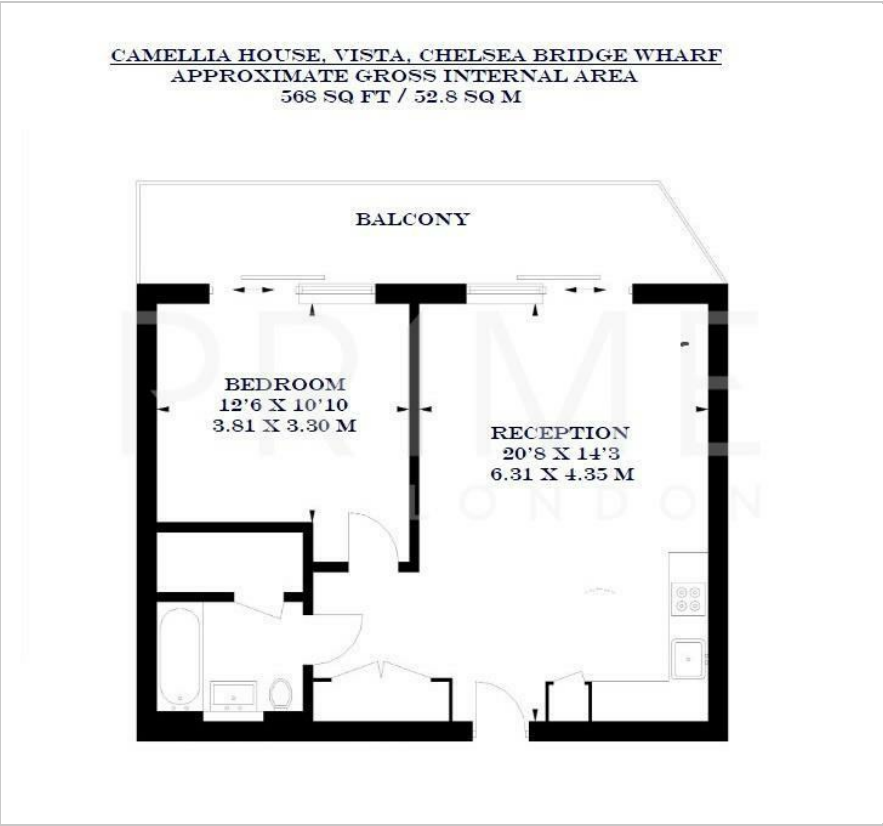 CAMELLIA HOUSE, VISTA, CHELSEA BRIDGE WHARF
APPROXIMATE GROSS INTERNAL AREA
568 SQ FT / 52.8 SQ M
BALCONY
BEDROOM
12'6 X 10'10
3.81 X 3.30 M
RECEPTION
20'8 X 14'3
6.31 X 4.35 M
PRIME
LONDON